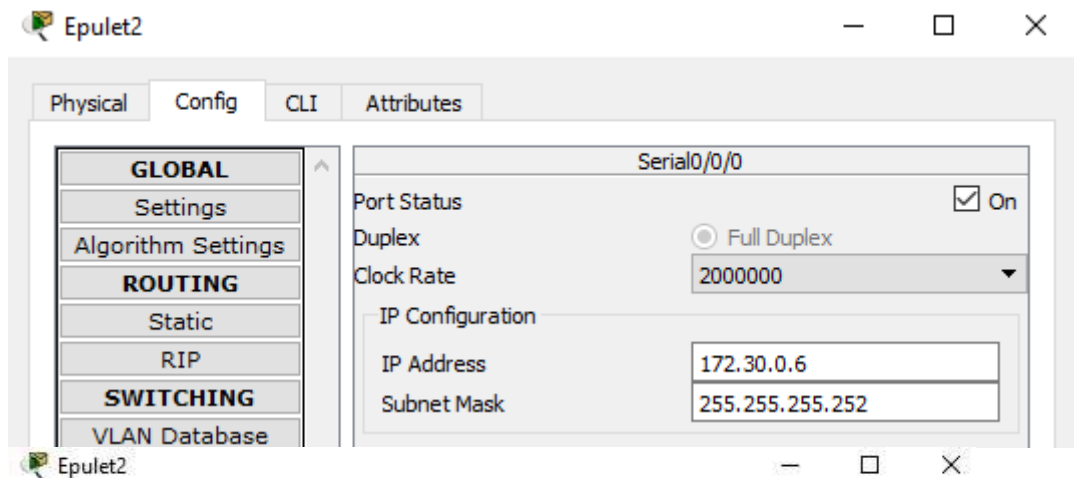 Epulet2
Physical Config CLI Attributes
GLOBAL
Settings
Algorithm Settings
ROUTING
Static
RIP
SWITCHING
VLAN Database
Serial0/0/0
Port Status On
Duplex Full Duplex
Clock Rate 2000000
IP Configuration
IP Address 172.30.0.6
Subnet Mask 255.255.255.252
Epulet2